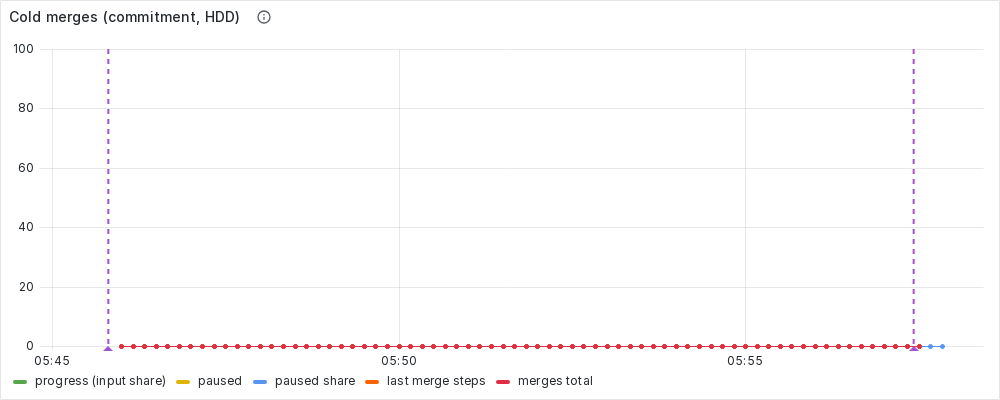 Cold merges (commitment, HDD)
100
80
60
40
20
0
05:45 05:50 05:55
progress (input share) paused paused share last merge steps merges total